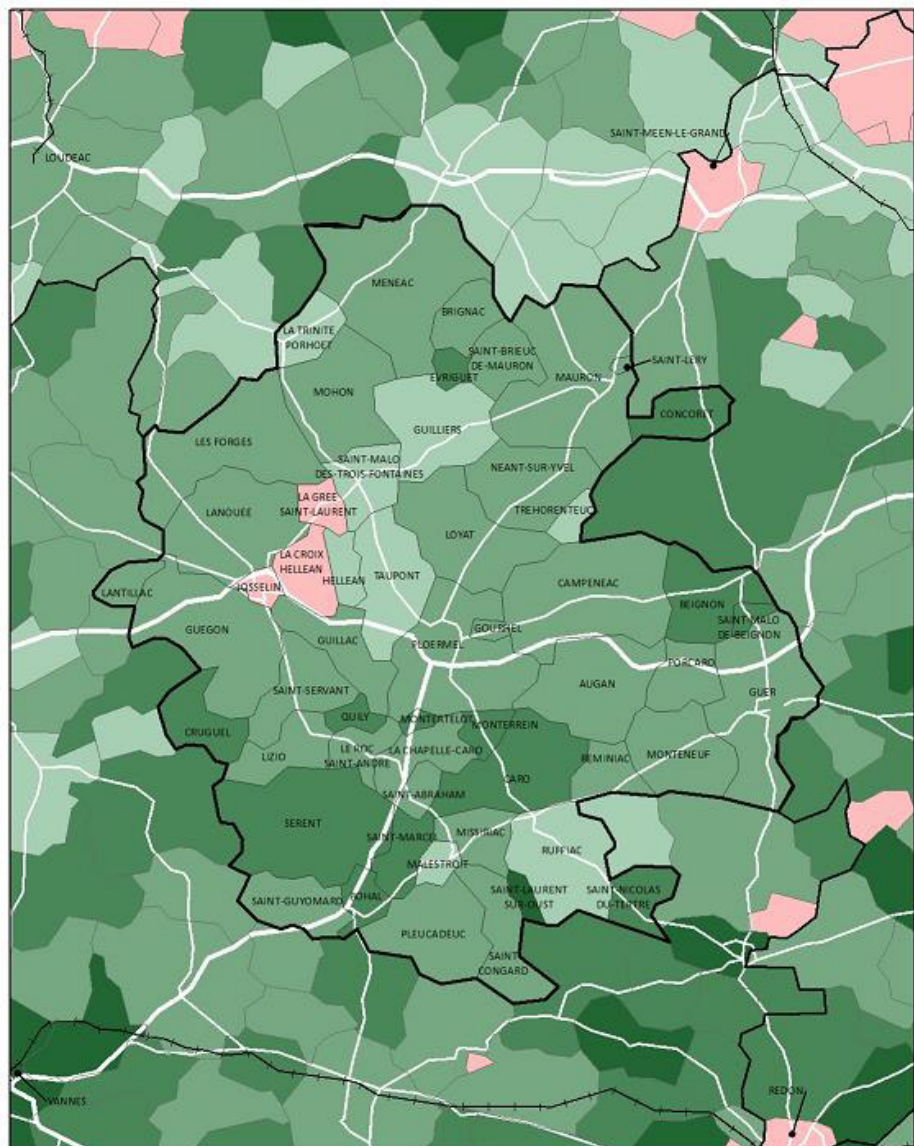 SAINT-MEEN-LE-GRAND
LOUDEAC
MENEAC
BRIGNAC
LA TRINITE
PORHOET
SAINT-BRIEUC
DE-MAURON
SAINT-LERY
EVRIGUET
MAURON
MOHON
CONCORET
GUILLIERS
LES FORGES
SAINT-MALO
DES-TROIS-FONTAINES
NEANT-SUR-YVEL
LA GREE
SAINT-LAURENT
LANOUEE
TREHORENTEUC
LOYAT
LA CROIX
HELLEAN
HELLEAN
TAUPONT
CAMPENEAC
JOSSELIN
LANTILLAC
BEIGNON
SAINT-MALO
DE-BEIGNON
GUEGON
GOURHEL
GUILLAC
PLOERMEL
PORCARO
AUGAN
GUER
SAINT-SERVANT
QUILY
MONTERTELOT
MONTERREIN
CRUGUEL
LIZIO
LE ROC
SAINT-ANDRE
LA CHAPELLE-CARO
REMINIAC
MONTENEUF
CARO
SAINT-ABRAHAM
SERENT
SAINT-MARCEL
MISSIRIAC
RUFFIAC
MALESTROIT
SAINT-LAURENT
SUR-OUST
SAINT-NICOLAS
DU-TERTRE
SAINT-GUYOMARD
BOHAL
PLEUCADEUC
SAINT
CONGARD
VANNES
REDON